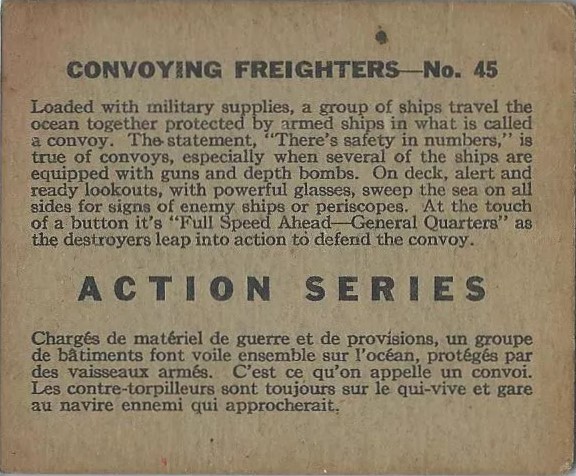 CONVOYING FREIGHTERS—No. 45
Loaded with military supplies, a group of ships travel the
ocean together protected by armed ships in what is called
a convoy. The statement, "There's safety in numbers," is
true of convoys, especially when several of the ships are
equipped with guns and depth bombs. On deck, alert and
ready lookouts, with powerful glasses, sweep the sea on all
sides for signs of enemy ships or periscopes. At the touch
of a button it's "Full Speed Ahead—General Quarters" as
the destroyers leap into action to defend the convoy.
ACTION SERIES
Chargés de matériel de guerre et de provisions, un groupe
de bâtiments font voile ensemble sur l'océan, protégés par
des vaisseaux armés. C'est ce qu'on appelle un convoi.
Les contre-torpilleurs sont toujours sur le qui-vive et gare
au navire ennemi qui approcherait.